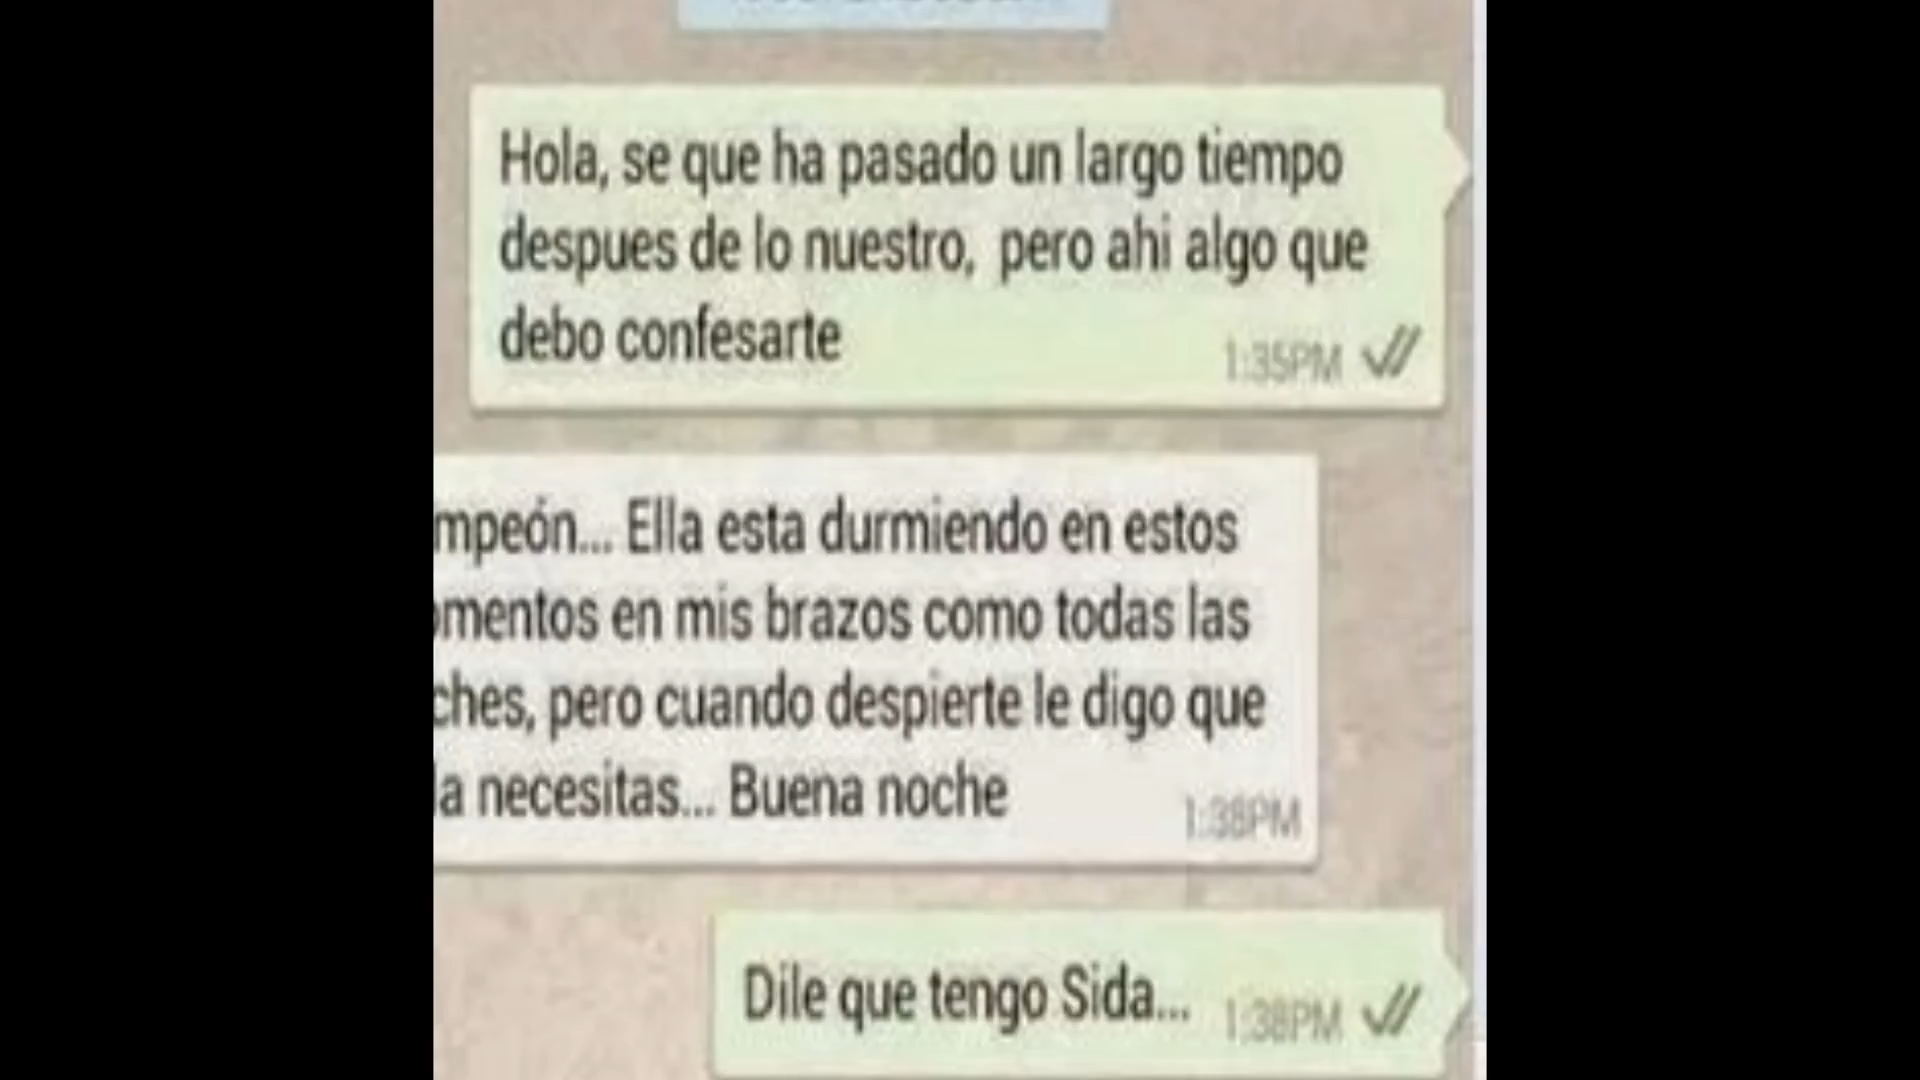 Hola, se que ha pasado un largo tiempo
despues de lo nuestro, pero ahi algo que
debo confesarte
1:35PM
mpeón... Ella esta durmiendo en estos
omentos en mis brazos como todas las
ches, pero cuando despierte le digo que
la necesitas... Buena noche
1:38PM
Dile que tengo Sida...
1:38PM